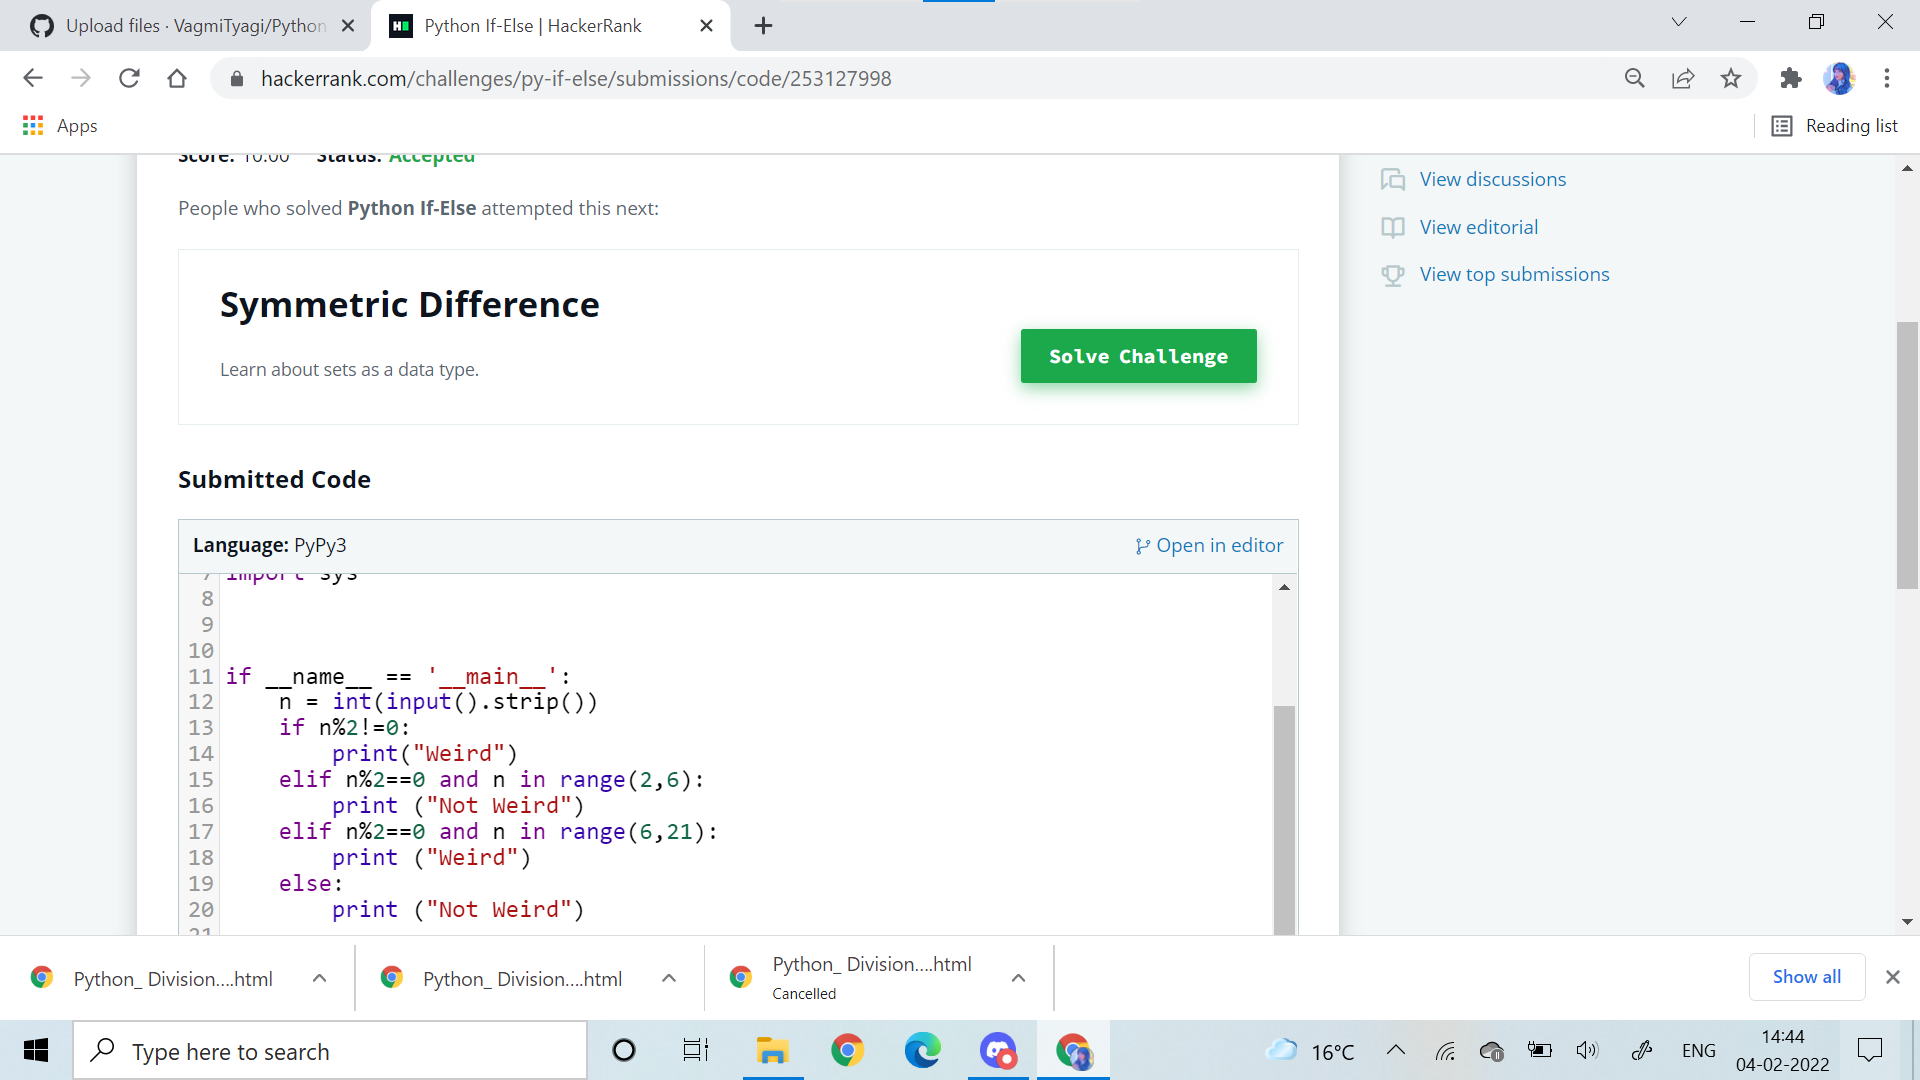 Upload files · VagmiTyagi/Python
Python If-Else | HackerRank
hackerrank.com/challenges/py-if-else/submissions/code/253127998
Apps
Reading list
Score: 10.00 Status: Accepted
People who solved Python If-Else attempted this next:
Symmetric Difference
Learn about sets as a data type.
Solve Challenge
View discussions
View editorial
View top submissions
Submitted Code
Language: PyPy3
Open in editor
7 import sys
8
9
10
11 if __name__ == '__main__':
12 n = int(input().strip())
13 if n%2!=0:
14 print("Weird")
15 elif n%2==0 and n in range(2,6):
16 print ("Not Weird")
17 elif n%2==0 and n in range(6,21):
18 print ("Weird")
19 else:
20 print ("Not Weird")
21
Python_ Division....html
Python_ Division....html
Python_ Division....html
Cancelled
Show all
Type here to search
16°C
ENG
14:44
04-02-2022